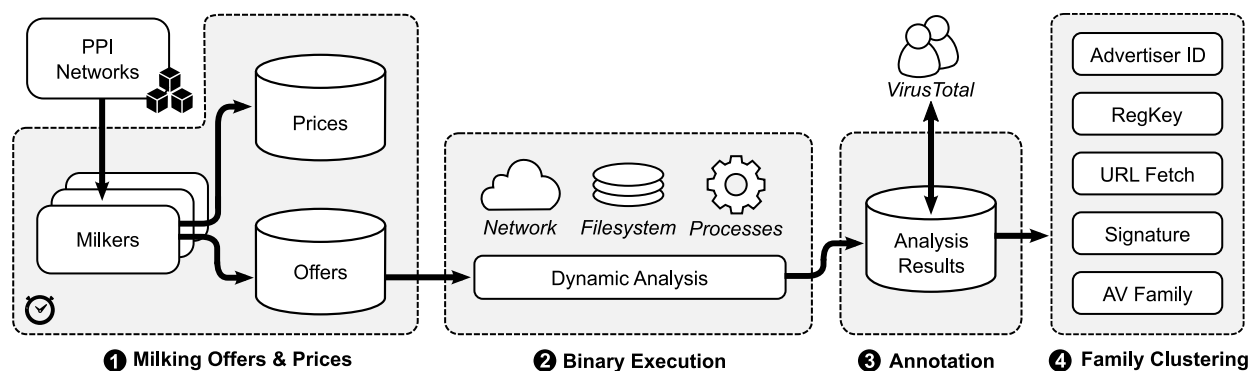 PPI
Networks
Prices
Milkers
Offers
Network
Filesystem
Processes
Dynamic Analysis
VirusTotal
Analysis
Results
Advertiser ID
RegKey
URL Fetch
Signature
AV Family
1 Milking Offers & Prices
2 Binary Execution
3 Annotation
4 Family Clustering